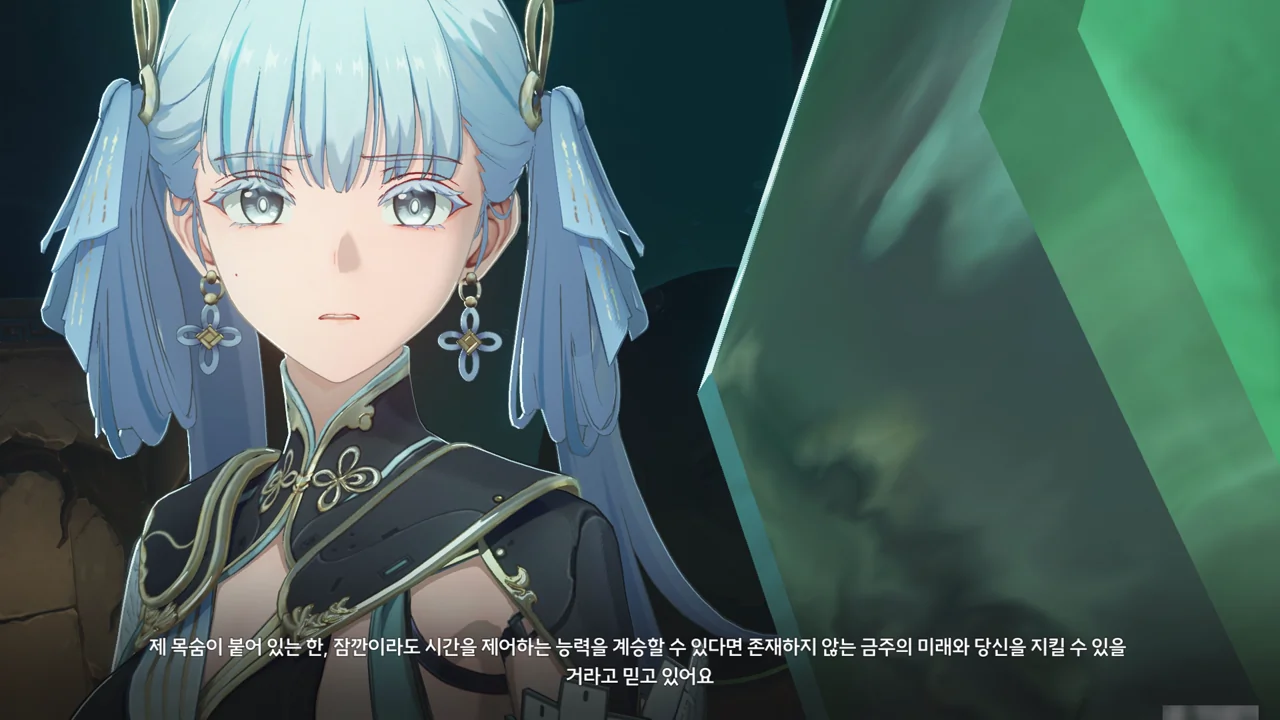 제 목숨이 붙어 있는 한, 잠깐이라도 시간을 제어하는 능력을 계승할 수 있다면 존재하지 않는 금주의 미래와 당신을 지킬 수 있을
거라고 믿고 있어요